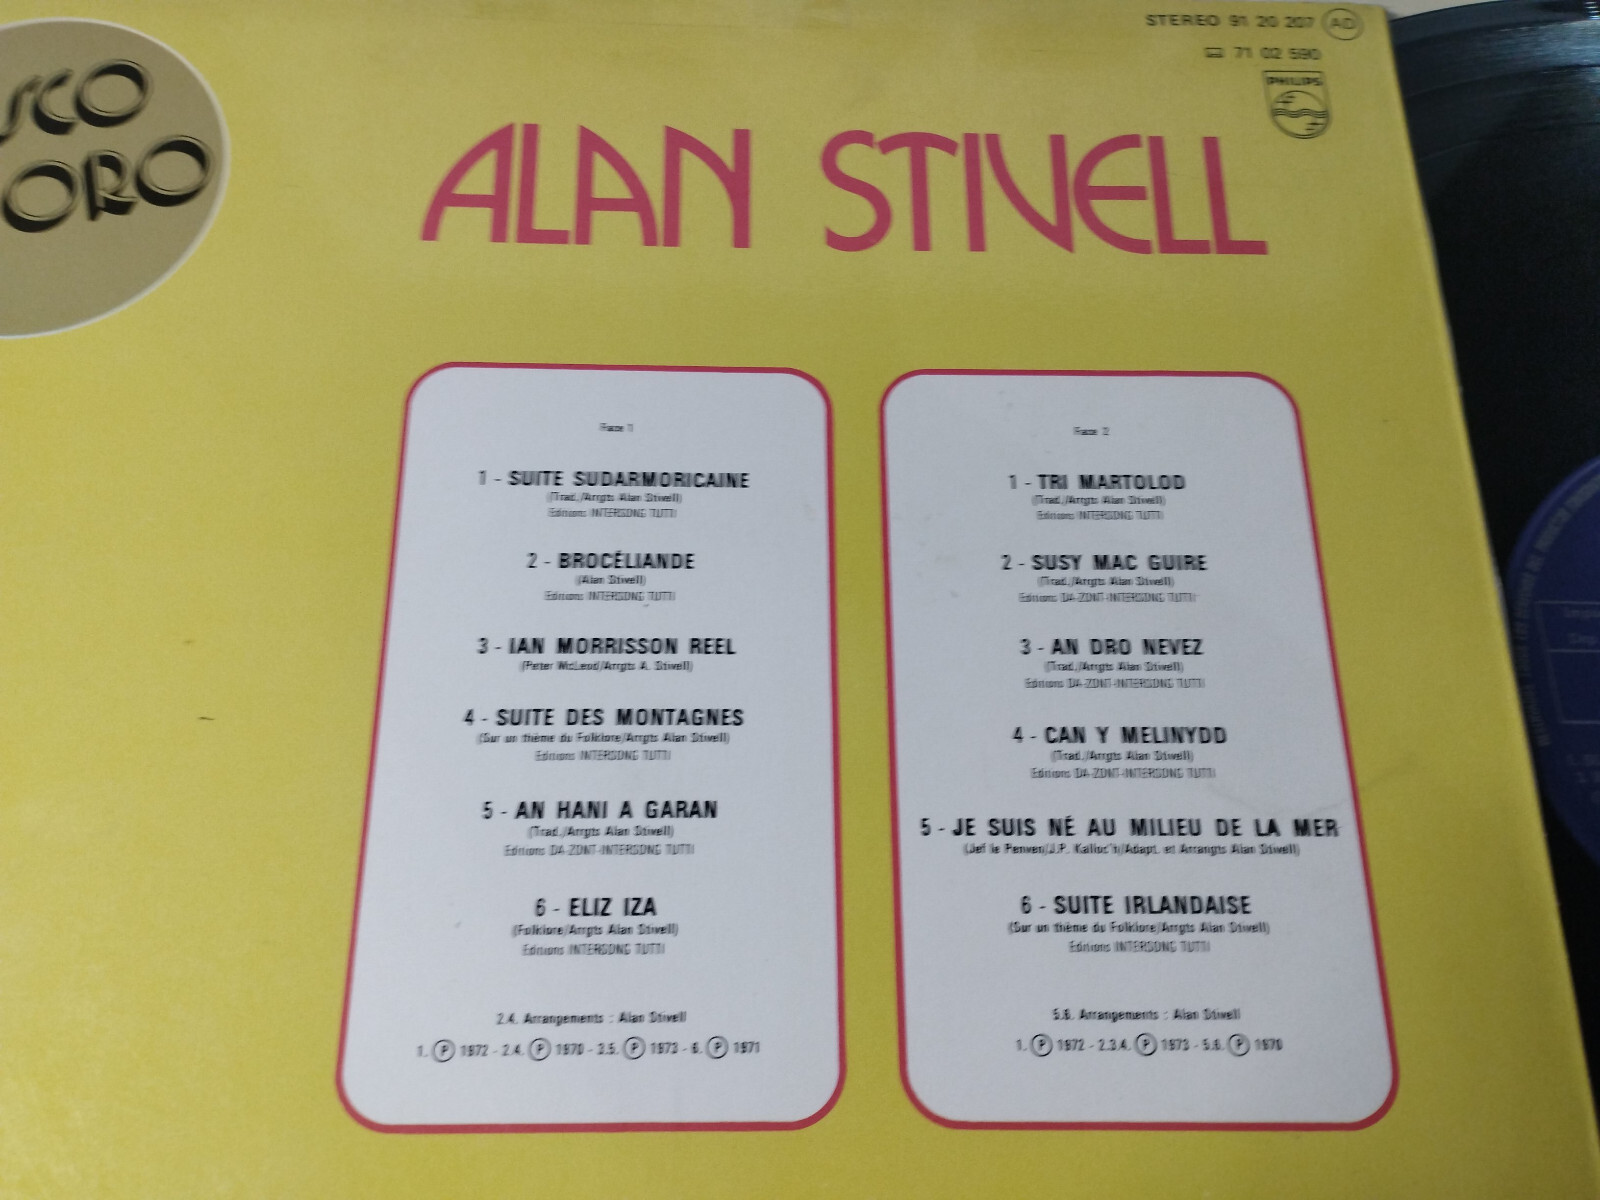 STEREO 91 20 207 AD
71 02 590
PHILIPS
SCO
ORO
ALAN STIVELL
Face 1
1 - SUITE SUDARMORICAINE
(Trad./Arrgts Alan Stivell)
Editions INTERSONG TUTTI
2 - BROCÉLIANDE
(Alan Stivell)
Editions INTERSONG TUTTI
3 - IAN MORRISSON REEL
(Peter McLeod/Arrgts A. Stivell)
4 - SUITE DES MONTAGNES
(Sur un thème du Folklore/Arrgts Alan Stivell)
Editions INTERSONG TUTTI
5 - AN HANI A GARAN
(Trad./Arrgts Alan Stivell)
Editions DA-ZONT-INTERSONG TUTTI
6 - ELIZ IZA
(Folklore/Arrgts Alan Stivell)
Editions INTERSONG TUTTI
2.4. Arrangements : Alan Stivell
1. Ⓟ 1972 - 2.4. Ⓟ 1970 - 3.5. Ⓟ 1973 - 6. Ⓟ 1971
Face 2
1 - TRI MARTOLOD
(Trad./Arrgts Alan Stivell)
Editions INTERSONG TUTTI
2 - SUSY MAC GUIRE
(Trad./Arrgts Alan Stivell)
Editions DA-ZONT-INTERSONG TUTTI
3 - AN DRO NEVEZ
(Trad./Arrgts Alan Stivell)
Editions DA-ZONT-INTERSONG TUTTI
4 - CAN Y MELINYDD
(Trad./Arrgts Alan Stivell)
Editions DA-ZONT-INTERSONG TUTTI
5 - JE SUIS NÉ AU MILIEU DE LA MER
(Jef le Penven/J.P. Kalloc'h/Adapt. et Arrangts Alan Stivell)
6 - SUITE IRLANDAISE
(Sur un thème du Folklore/Arrgts Alan Stivell)
Editions INTERSONG TUTTI
5.6. Arrangements : Alan Stivell
1. Ⓟ 1972 - 2.3.4. Ⓟ 1973 - 5.6. Ⓟ 1970